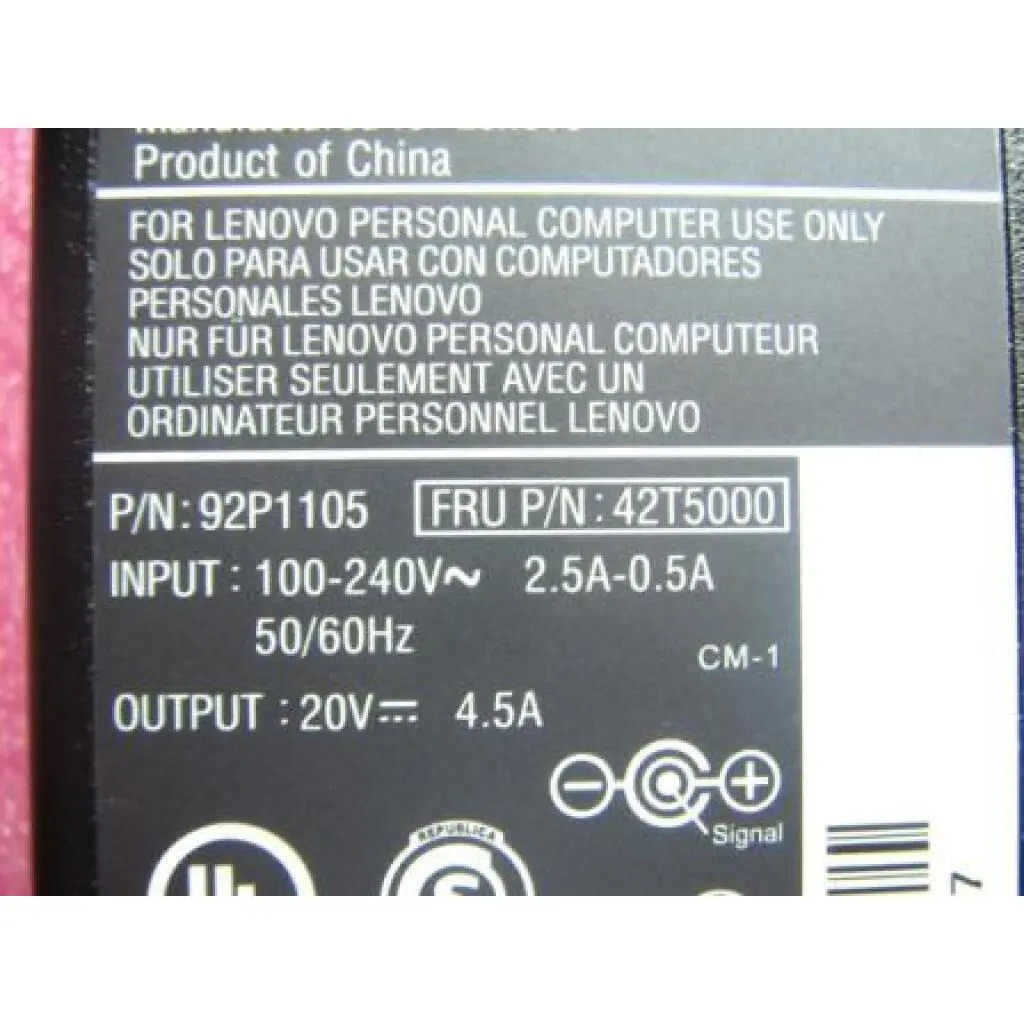 Product of China
FOR LENOVO PERSONAL COMPUTER USE ONLY
SOLO PARA USAR CON COMPUTADORES
PERSONALES LENOVO
NUR FÜR LENOVO PERSONAL COMPUTEUR
UTILISER SEULEMENT AVEC UN
ORDINATEUR PERSONNEL LENOVO
P/N: 92P1105 FRU P/N: 42T5000
INPUT : 100-240V~ 2.5A-0.5A
50/60Hz
CM-1
OUTPUT : 20V⎓ 4.5A
Signal
REPUBLICA
S
7